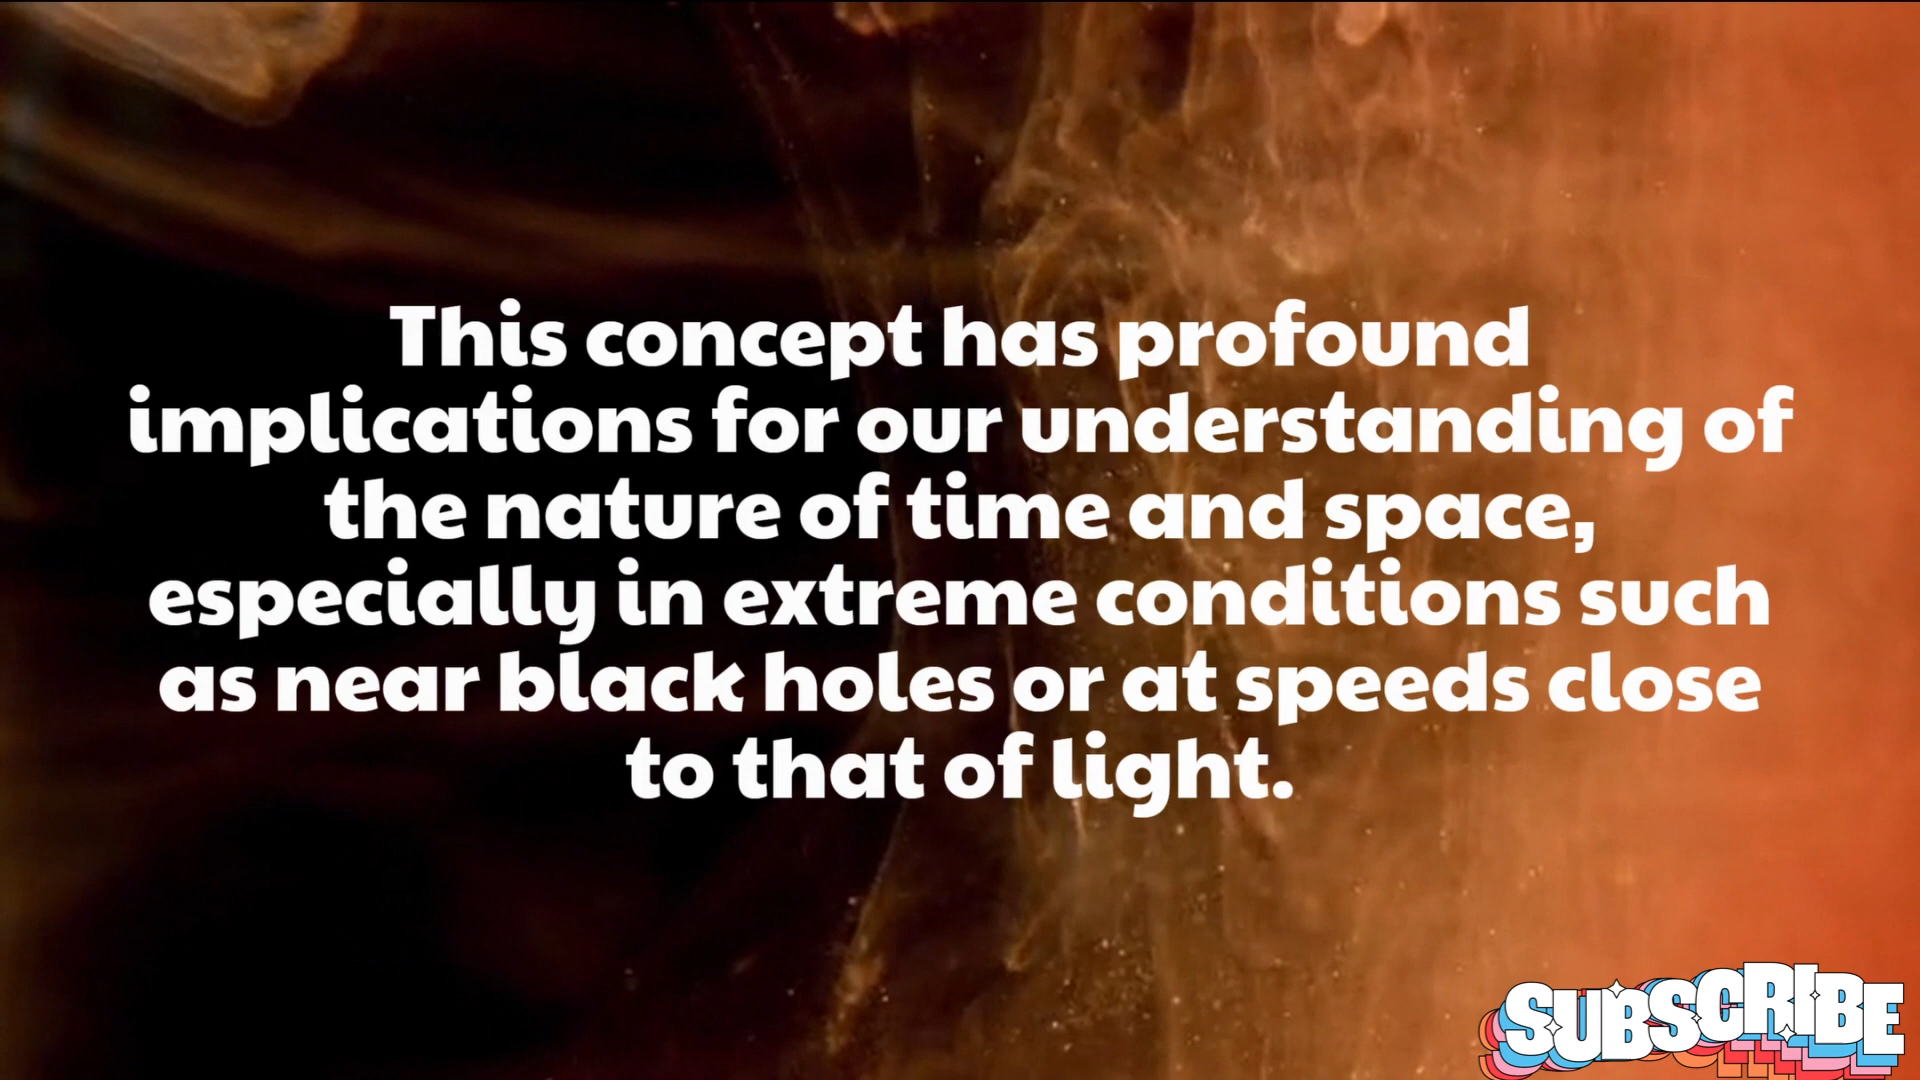 This concept has profound
implications for our understanding of
the nature of time and space,
especially in extreme conditions such
as near black holes or at speeds close
to that of light.
SUBSCRIBE